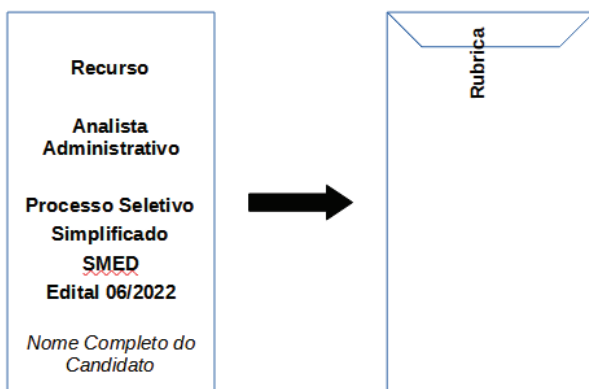 Recurso
Analista
Administrativo
Processo Seletivo
Simplificado
SMED
Edital 06/2022
Nome Completo do
Candidato
Rubrica